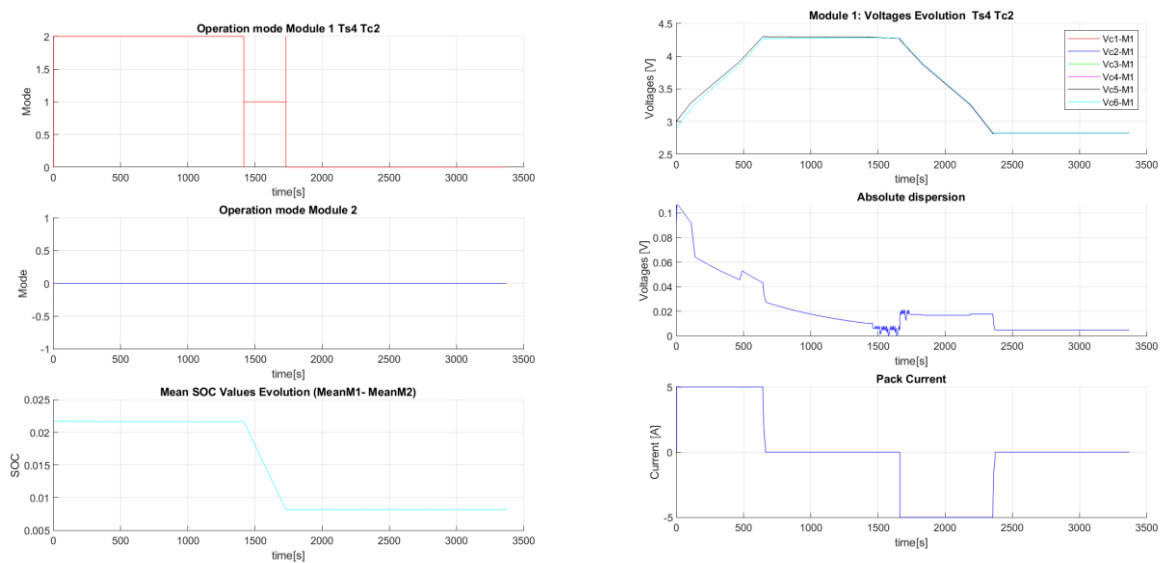 Operation mode Module 1 Ts4 Tc2
Mode
2
1.5
1
0.5
0
0 500 1000 1500 2000 2500 3000 3500
time[s]
Operation mode Module 2
Mode
1
0.5
0
-0.5
-1
0 500 1000 1500 2000 2500 3000 3500
time[s]
Mean SOC Values Evolution (MeanM1- MeanM2)
SOC
0.025
0.02
0.015
0.01
0.005
0 500 1000 1500 2000 2500 3000 3500
time[s]
Module 1: Voltages Evolution Ts4 Tc2
Voltages [V]
4.5
4
3.5
3
2.5
Vc1-M1
Vc2-M1
Vc3-M1
Vc4-M1
Vc5-M1
Vc6-M1
0 500 1000 1500 2000 2500 3000 3500
time[s]
Absolute dispersion
Voltages [V]
0.1
0.08
0.06
0.04
0.02
0
0 500 1000 1500 2000 2500 3000 3500
time[s]
Pack Current
Current [A]
5
0
-5
0 500 1000 1500 2000 2500 3000 3500
time[s]